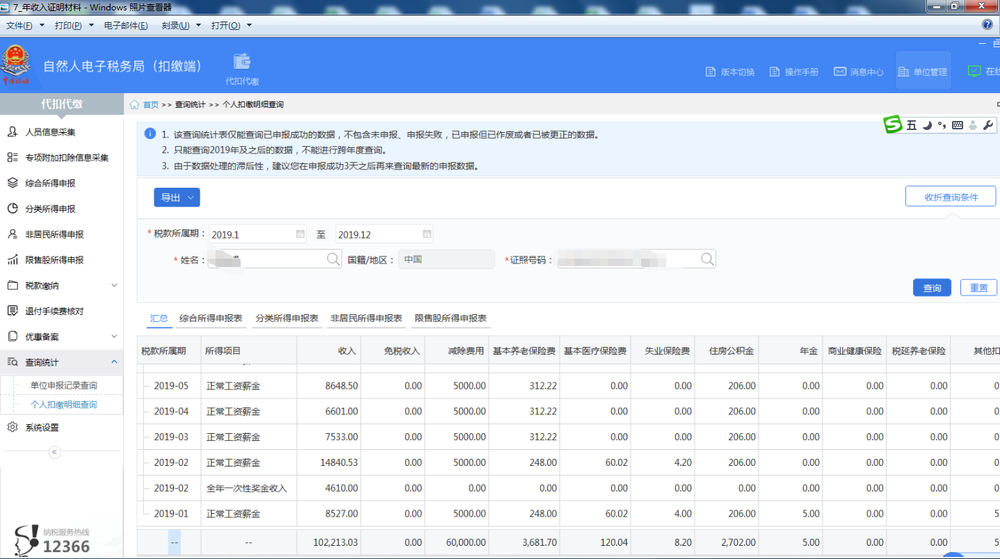 7_年收入证明材料 - Windows 照片查看器
文件(F) 打印(P) 电子邮件(E) 刻录(U) 打开(O)
自然人电子税务局（扣缴端）
代扣代缴
版本切换 操作手册 消息中心 单位管理 在线
代扣代缴
首页 >> 查询统计 >> 个人扣缴明细查询
人员信息采集
专项附加扣除信息采集
综合所得申报
分类所得申报
非居民所得申报
限售股所得申报
税款缴纳
退付手续费核对
优惠备案
查询统计
单位申报记录查询
个人扣缴明细查询
系统设置
纳税服务热线
12366
1. 该查询统计表仅能查询已申报成功的数据，不包含未申报、申报失败，已申报但已作废或者已被更正的数据。
2. 只能查询2019年及之后的数据，不能进行跨年度查询。
3. 由于数据处理的滞后性，建议您在申报成功3天之后再来查询最新的申报数据。
五
导出
收折查询条件
*税款所属期： 2019.1 至 2019.12
*姓名： 国籍/地区： 中国 *证照号码：
查询 重置
汇总 综合所得申报表 分类所得申报表 非居民所得申报表 限售股所得申报表
税款所属期 所得项目 收入 免税收入 减除费用 基本养老保险费 基本医疗保险费 失业保险费 住房公积金 年金 商业健康保险 税延养老保险 其他扣
2019-05 正常工资薪金 8648.50 0.00 5000.00 312.22 0.00 0.00 206.00 0.00 0.00 0.00 0.
2019-04 正常工资薪金 6601.00 0.00 5000.00 312.22 0.00 0.00 206.00 0.00 0.00 0.00 0.
2019-03 正常工资薪金 7533.00 0.00 5000.00 312.22 0.00 0.00 206.00 0.00 0.00 0.00 0.
2019-02 正常工资薪金 14840.53 0.00 5000.00 248.00 60.02 4.20 206.00 0.00 0.00 0.00 0.
2019-02 全年一次性奖金收入 4610.00 0.00 0.00 0.00 0.00 0.00 0.00 0.00 0.00 0.00 0.
2019-01 正常工资薪金 8527.00 0.00 5000.00 248.00 60.02 4.00 206.00 5.00 0.00 0.00 5.
-- -- 102,213.03 0.00 60,000.00 3,681.70 120.04 8.20 2,702.00 5.00 0.00 0.00 5.